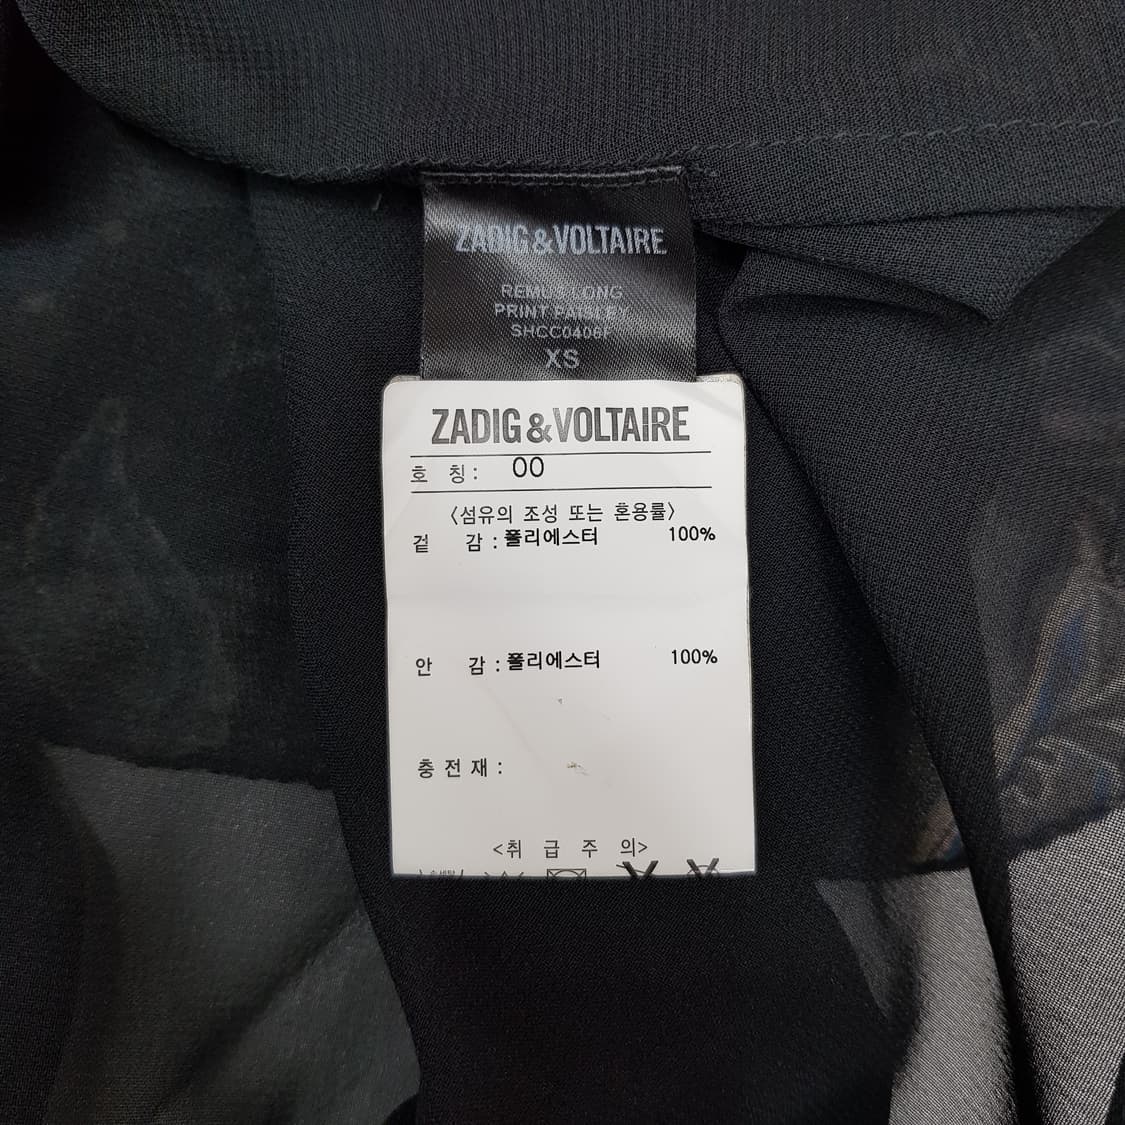 ZADIG&VOLTAIRE
REMUS LONG
PRINT PAISLEY
SHCC0406F
XS
ZADIG&VOLTAIRE
호 칭 : 00
<섬유의 조성 또는 혼용률>
겉 감 : 폴리에스터 100%
안 감 : 폴리에스터 100%
충 전 재 :
<취 급 주 의>